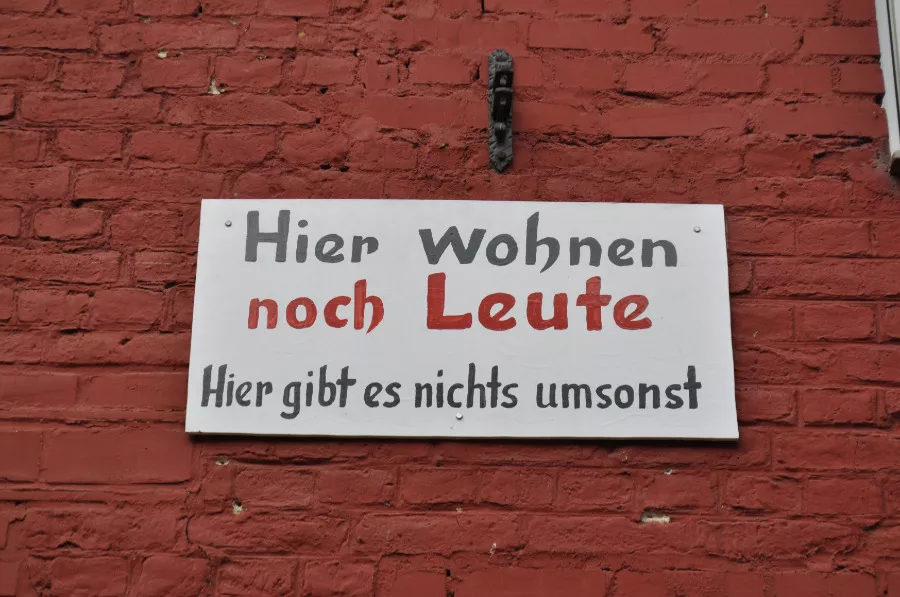 Hier wohnen
noch Leute
Hier gibt es nichts umsonst